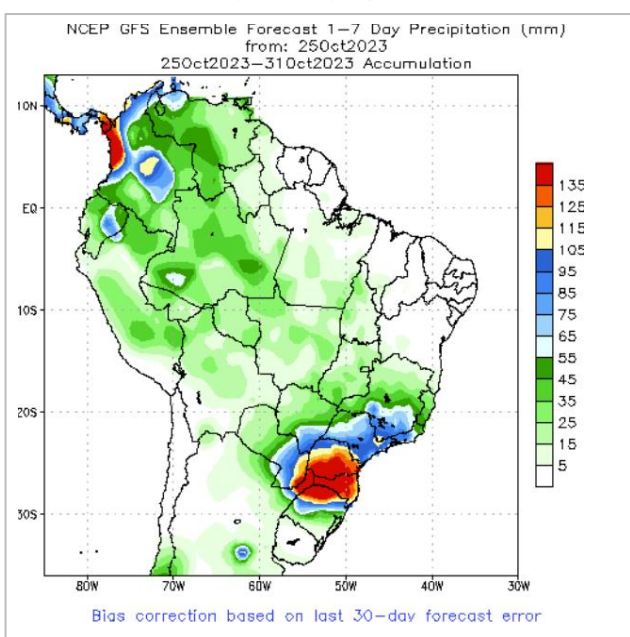 NCEP GFS Ensemble Forecast 1–7 Day Precipitation (mm)
from: 25Oct2023
25Oct2023–31Oct2023 Accumulation
10N
EQ
10S
20S
30S
80W
70W
60W
50W
40W
30W
135
125
115
105
95
85
75
65
55
45
35
25
15
5
Bias correction based on last 30–day forecast error